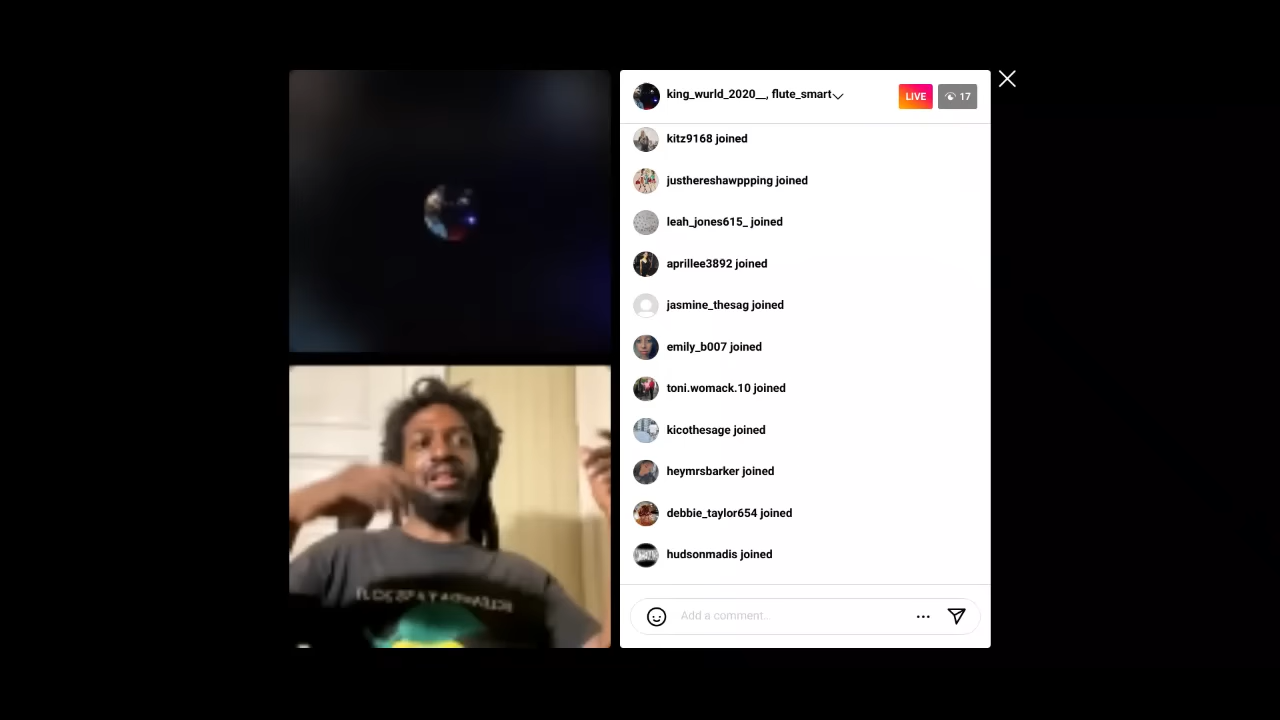 king_wurld_2020__, flute_smart
LIVE
17
kitz9168 joined
justhereshawppping joined
leah_jones615_ joined
aprillee3892 joined
jasmine_thesag joined
emily_b007 joined
toni.womack.10 joined
kicothesage joined
heymrsbarker joined
debbie_taylor654 joined
hudsonmadis joined
Add a comment...